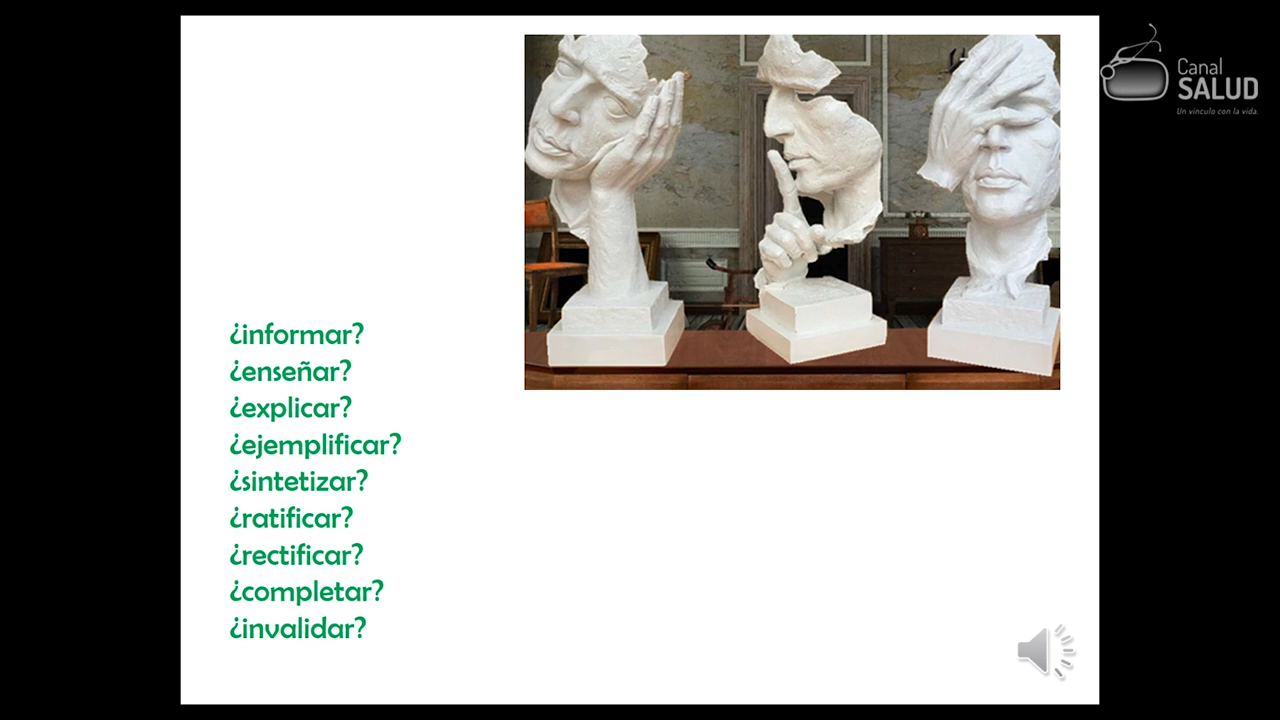 Canal
SALUD
Un vínculo con la vida.
¿informar?
¿enseñar?
¿explicar?
¿ejemplificar?
¿sintetizar?
¿ratificar?
¿rectificar?
¿completar?
¿invalidar?